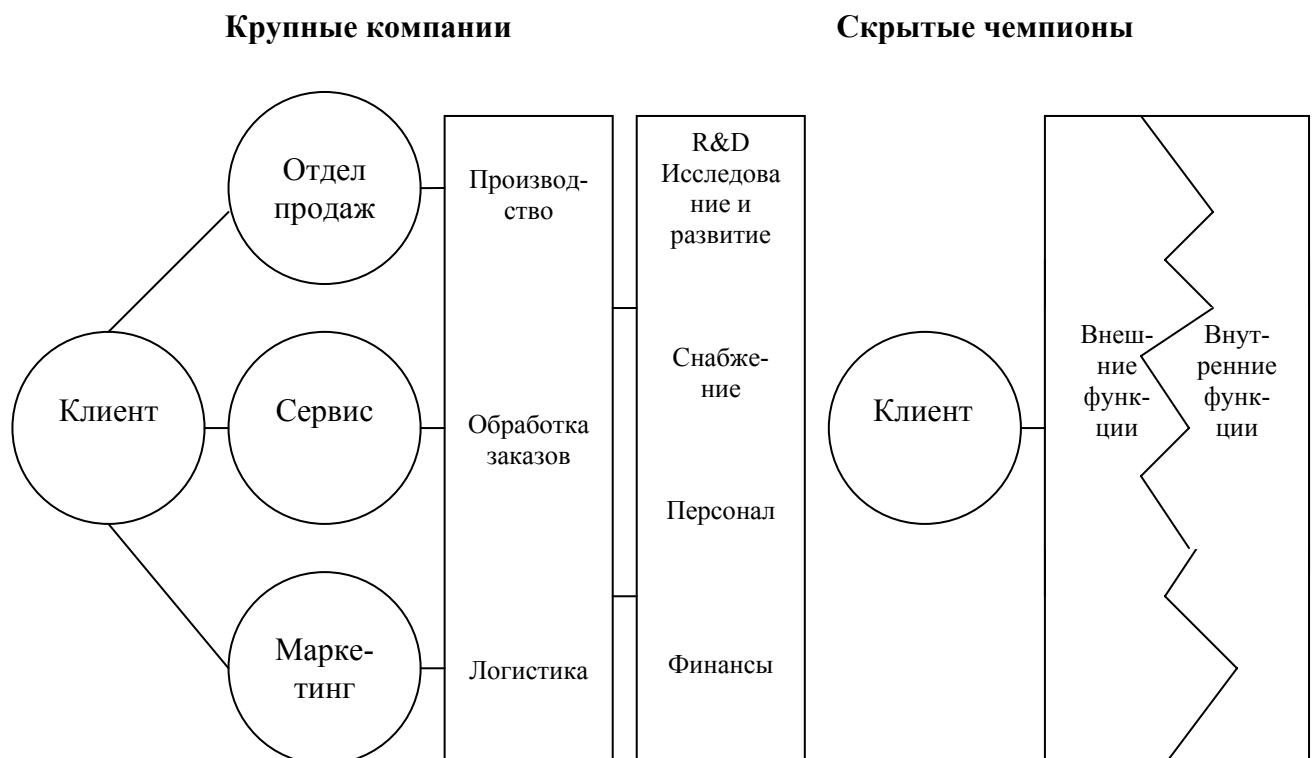 Крупные компании
Скрытые чемпионы
Отдел
продаж
Клиент
Сервис
Марке-
тинг
Производ-
ство
Обработка
заказов
Логистика
R&D
Исследова
ние и
развитие
Снабже-
ние
Персонал
Финансы
Клиент
Внеш-
ние
функ-
ции
Внут-
ренние
функ-
ции